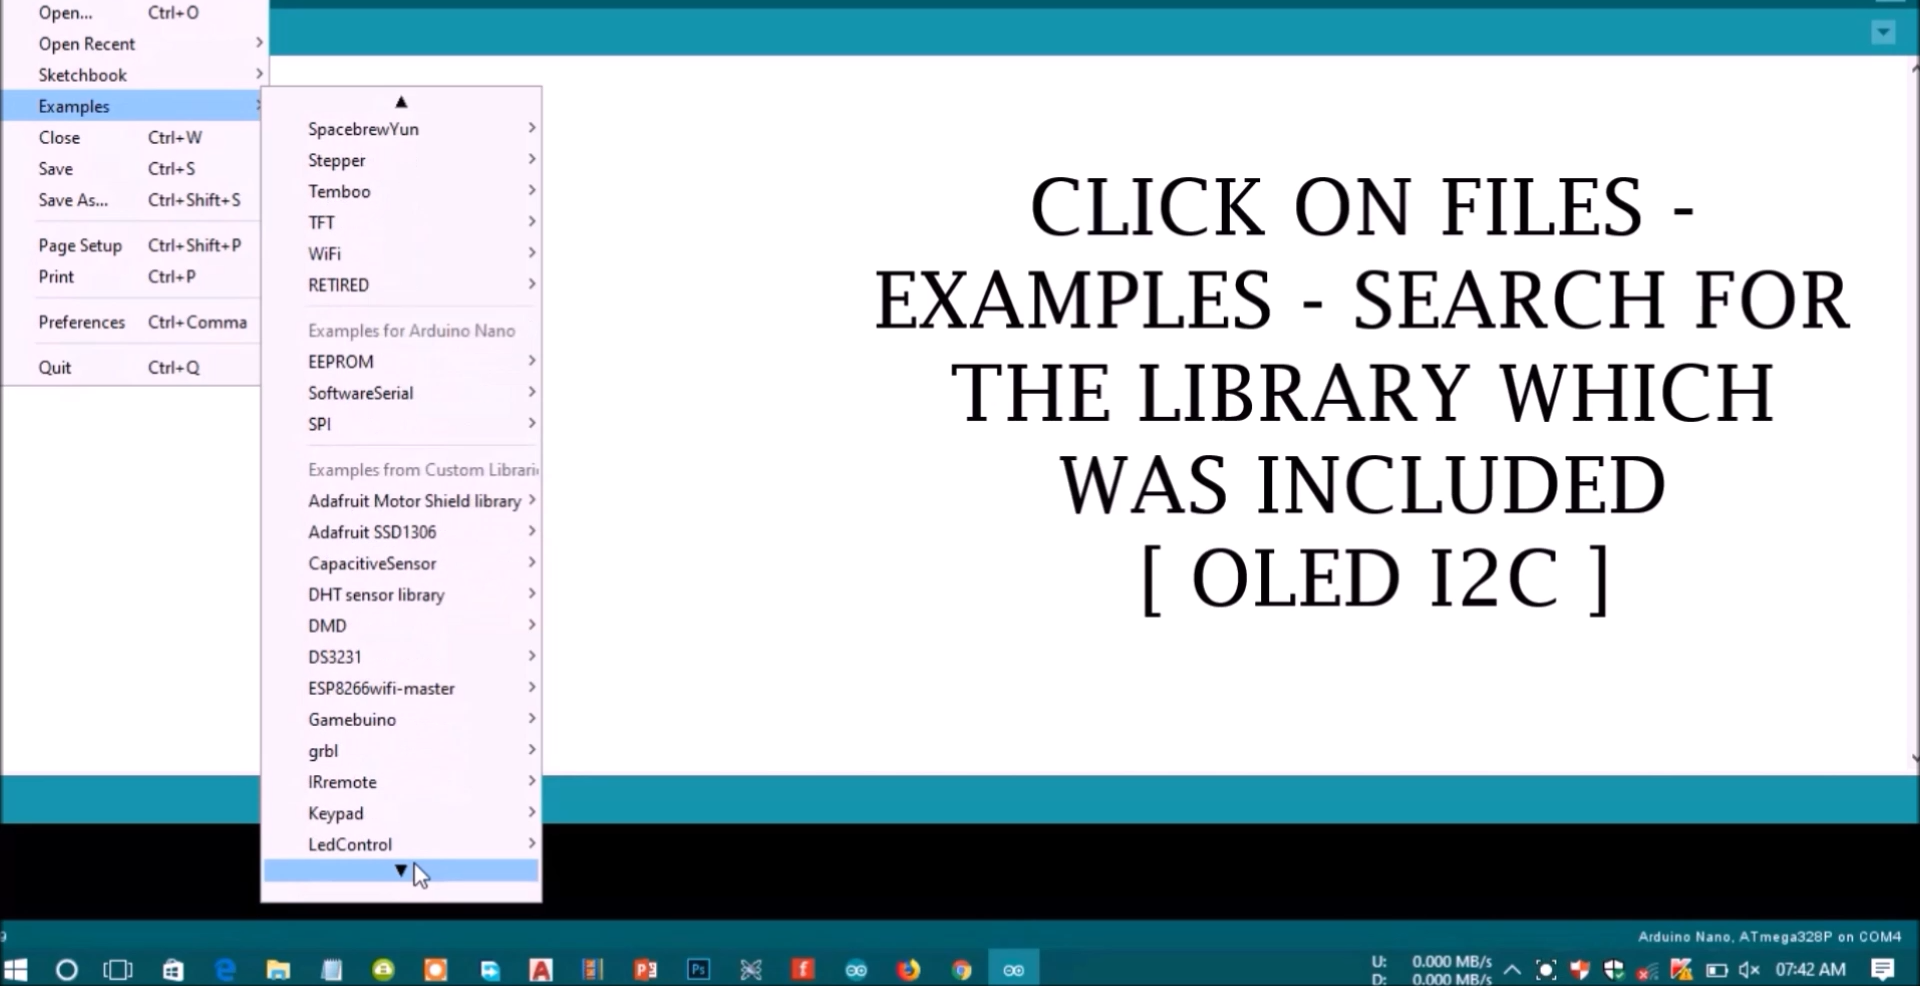 Open... Ctrl+O
Open Recent
Sketchbook
Examples
Close Ctrl+W
Save Ctrl+S
Save As... Ctrl+Shift+S
Page Setup Ctrl+Shift+P
Print Ctrl+P
Preferences Ctrl+Comma
Quit Ctrl+Q
SpacebrewYun
Stepper
Temboo
TFT
WiFi
RETIRED
Examples for Arduino Nano
EEPROM
SoftwareSerial
SPI
Examples from Custom Librari
Adafruit Motor Shield library
Adafruit SSD1306
CapacitiveSensor
DHT sensor library
DMD
DS3231
ESP8266wifi-master
Gamebuino
grbl
IRremote
Keypad
LedControl
CLICK ON FILES -
EXAMPLES - SEARCH FOR
THE LIBRARY WHICH
WAS INCLUDED
[ OLED I2C ]
9
Arduino Nano, ATmega328P on COM4
U: 0.000 MB/s
D: 0.000 MB/s
07:42 AM